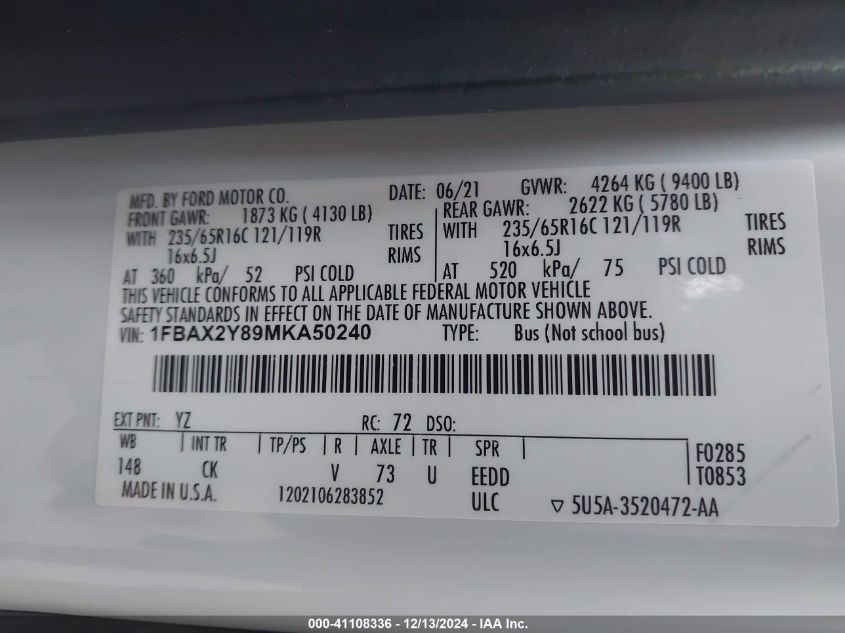 MFD. BY FORD MOTOR CO. DATE: 06/21 GVWR: 4264 KG ( 9400 LB)
FRONT GAWR: 1873 KG ( 4130 LB) REAR GAWR: 2622 KG ( 5780 LB)
WITH 235/65R16C 121/119R TIRES WITH 235/65R16C 121/119R TIRES
16x6.5J RIMS 16x6.5J RIMS
AT 360 kPa/ 52 PSI COLD AT 520 kPa/ 75 PSI COLD
THIS VEHICLE CONFORMS TO ALL APPLICABLE FEDERAL MOTOR VEHICLE
SAFETY STANDARDS IN EFFECT ON THE DATE OF MANUFACTURE SHOWN ABOVE.
VIN: 1FBAX2Y89MKA50240 TYPE: Bus (Not school Bus)
EXT PNT: YZ RC: 72 DSO:
WB INT TR TP/PS R AXLE TR SPR F0285
148 CK V 73 U EEDD T0853
MADE IN U.S.A. 1202106283852 ULC ▽ 5U5A-3520472-AA
000-41108336 - 12/13/2024 - IAA Inc.